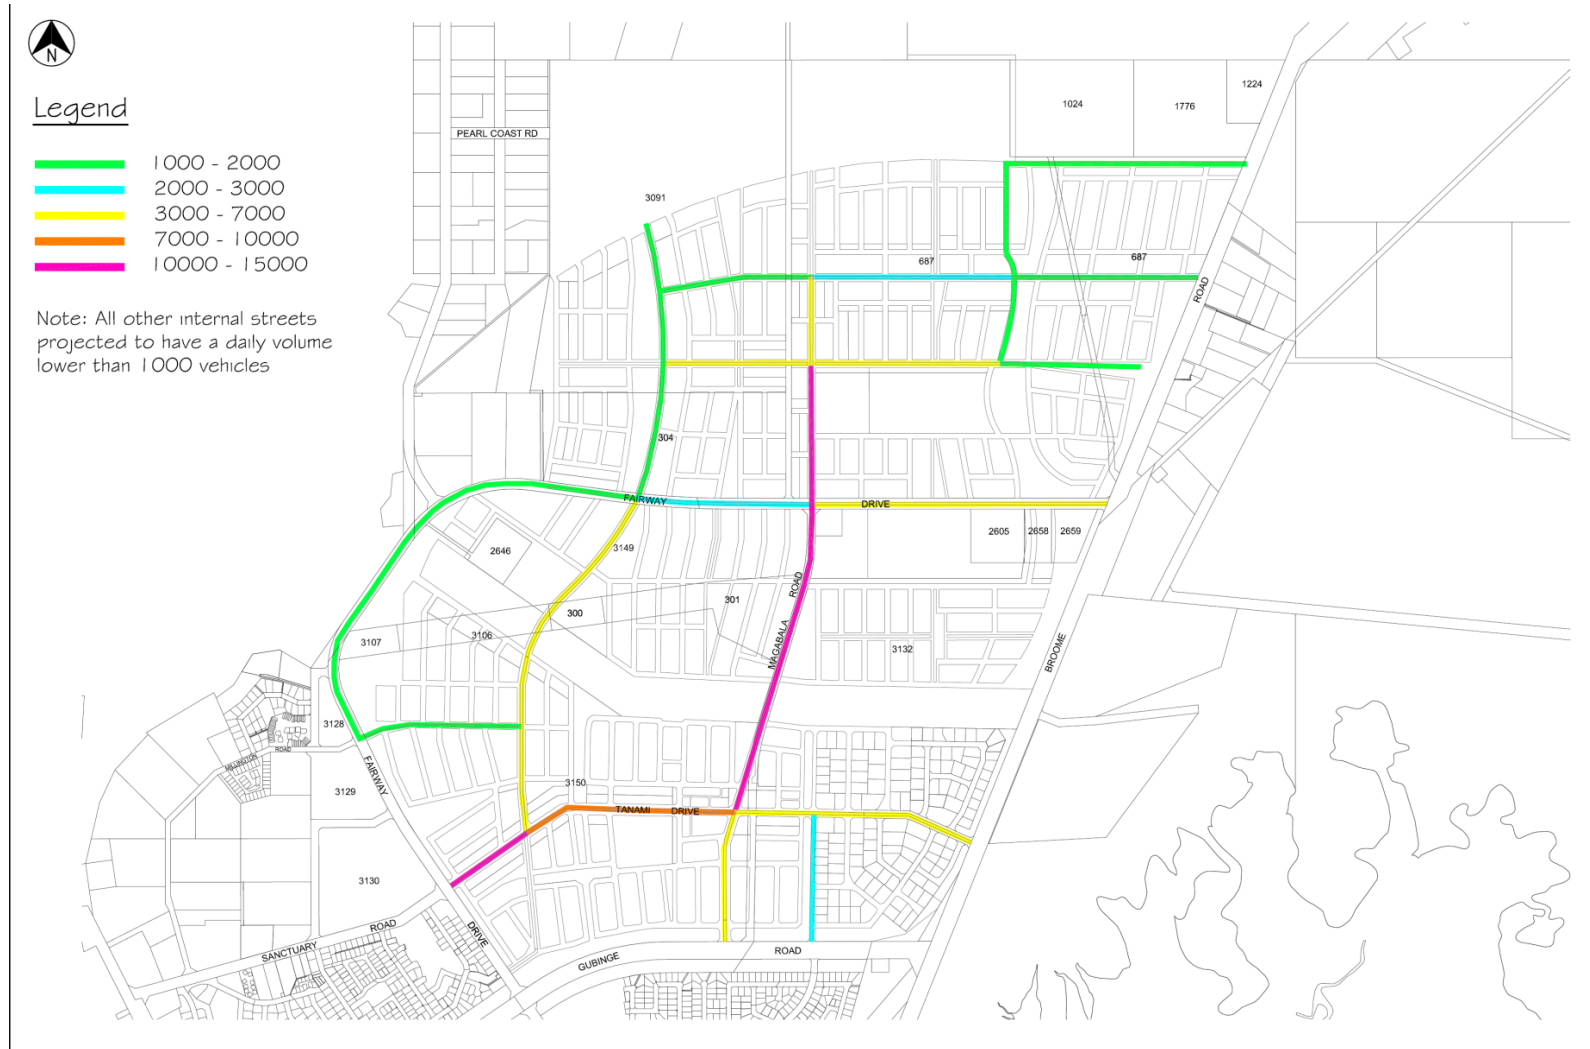 N
Legend
1000 - 2000
2000 - 3000
3000 - 7000
7000 - 10000
10000 - 15000
Note: All other internal streets
projected to have a daily volume
lower than 1000 vehicles
PEARL COAST RD
1224
1024
1776
3091
687
687
ROAD
304
FAIRWAY
DRIVE
2605
2658
2659
3149
2646
300
301
ROAD
MAGABALA
3107
3106
3132
BROOME
3128
ROAD
MILLINGTON
FAIRWAY
3129
3150
TANAMI
DRIVE
3130
SANCTUARY
ROAD
DRIVE
GUBINGE
ROAD